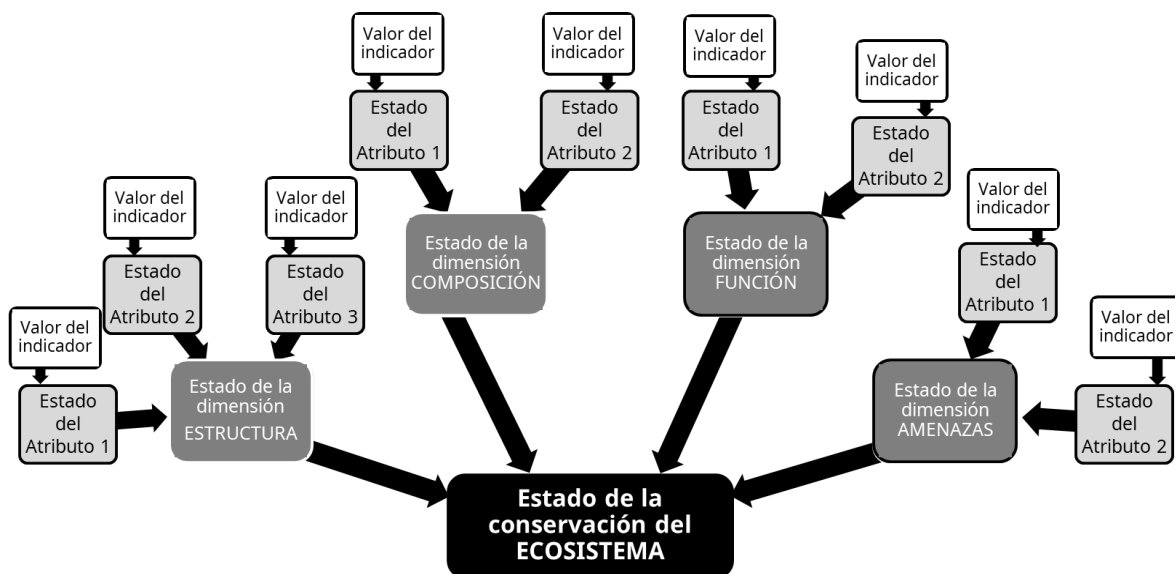 Valor del
indicador
Estado
del
Atributo 1
Valor del
indicador
Estado
del
Atributo 2
Valor del
indicador
Estado
del
Atributo 3
Estado de la
dimensión
ESTRUCTURA
Valor del
indicador
Estado
del
Atributo 1
Valor del
indicador
Estado
del
Atributo 2
Estado de la
dimensión
COMPOSICIÓN
Valor del
indicador
Estado
del
Atributo 1
Valor del
indicador
Estado
del
Atributo 2
Estado de la
dimensión
FUNCIÓN
Valor del
indicador
Estado
del
Atributo 1
Valor del
indicador
Estado
del
Atributo 2
Estado de la
dimensión
AMENAZAS
Estado de la
conservación del
ECOSISTEMA